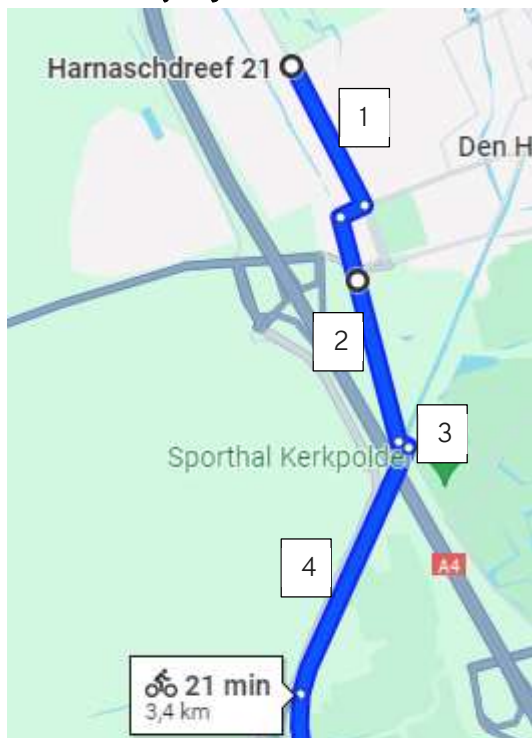 Harnaschdreef 21
1
Den H
2
3
Sporthal Kerkpolde
4
A4
21 min
3,4 km